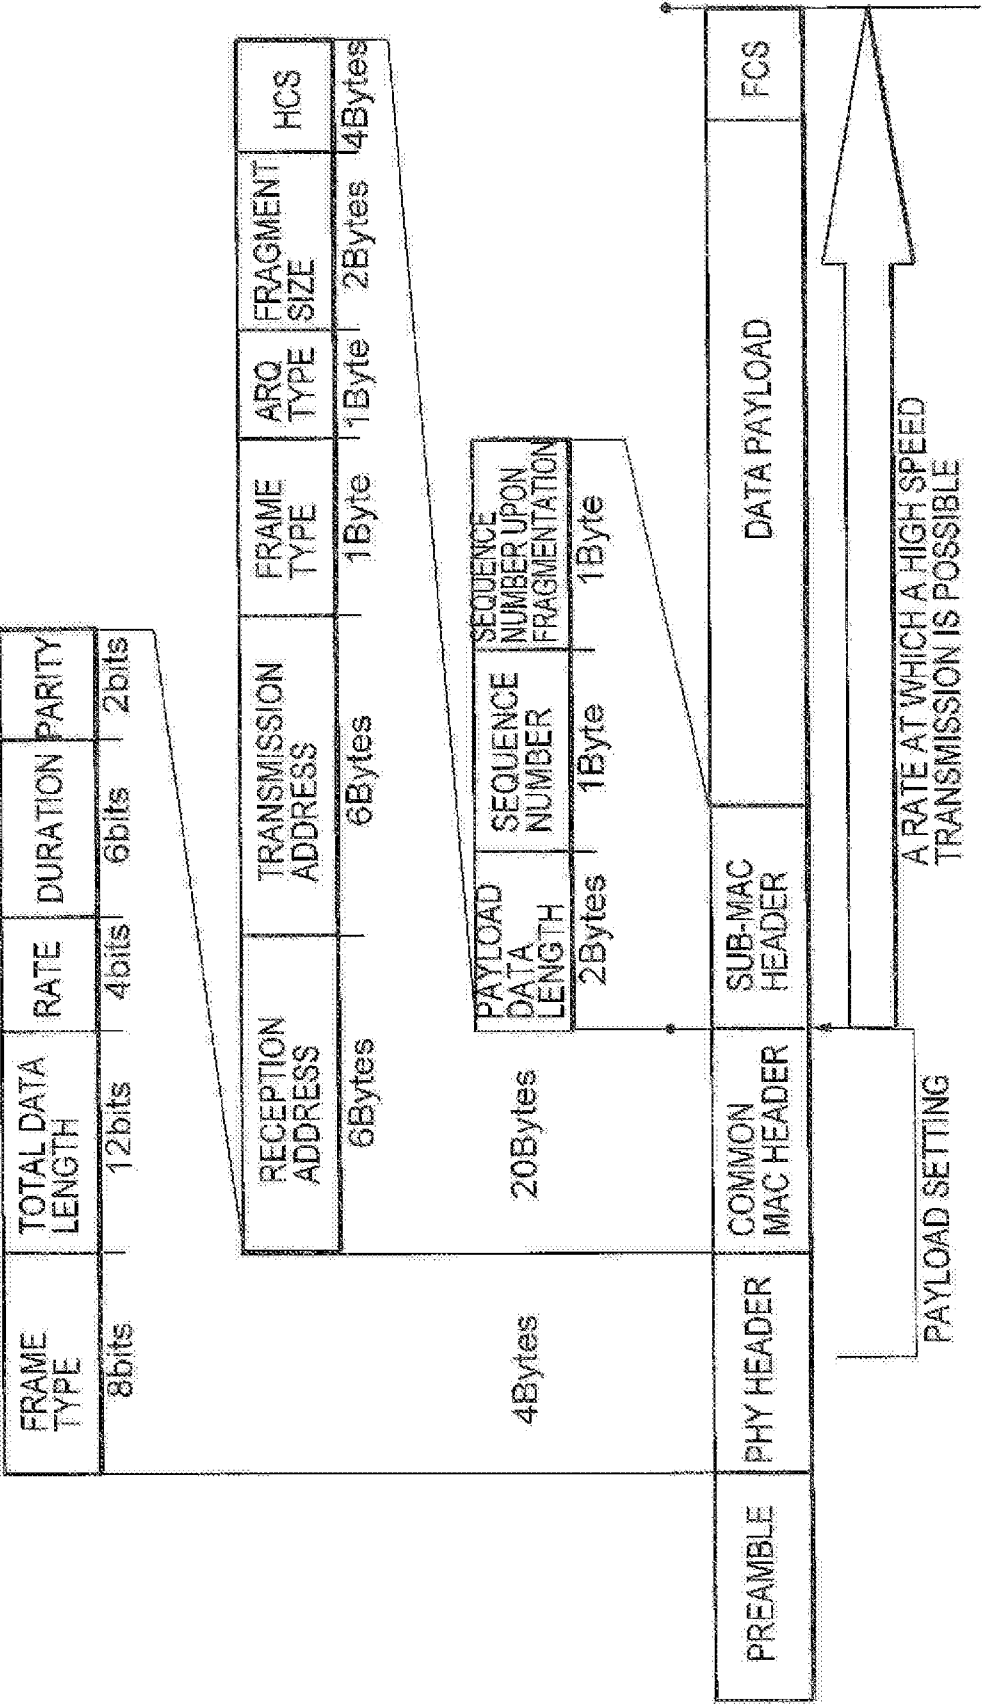 FRAME
TYPE
TOTAL DATA
LENGTH
RATE
DURATION
PARITY
8bits
12bits
4bits
6bits
2bits
RECEPTION
ADDRESS
TRANSMISSION
ADDRESS
FRAME
TYPE
ARQ
TYPE
FRAGMENT
SIZE
HCS
6Bytes
6Bytes
1Byte
1Byte
2Bytes
4Bytes
PAYLOAD
DATA
LENGTH
SEQUENCE
NUMBER
SEQUENCE
NUMBER UPON
FRAGMENTATION
4Bytes
20Bytes
2Bytes
1Byte
1Byte
PREAMBLE
PHY HEADER
COMMON
MAC HEADER
SUB-MAC
HEADER
DATA PAYLOAD
FCS
PAYLOAD SETTING
A RATE AT WHICH A HIGH SPEED
TRANSMISSION IS POSSIBLE